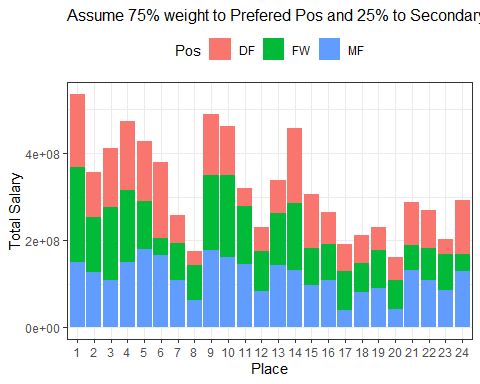 Assume 75% weight to Prefered Pos and 25% to Secondary
Pos DF FW MF
Total Salary
4e+08
2e+08
0e+00
1 2 3 4 5 6 7 8 9 10 11 12 13 14 15 16 17 18 19 20 21 22 23 24
Place